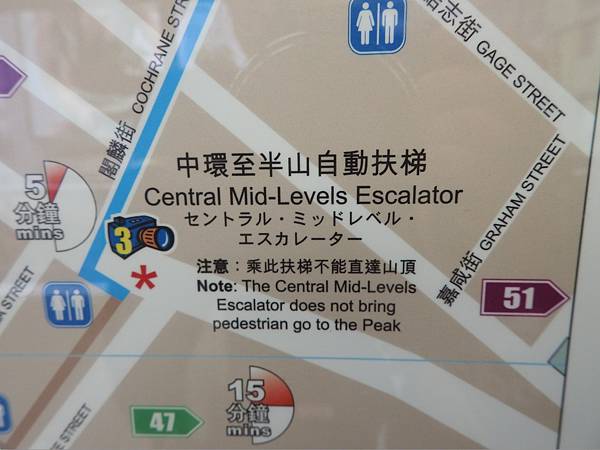 結志街 GAGE STREET
閣麟街 COCHRANE STREET
中環至半山自動扶梯
Central Mid-Levels Escalator
セントラル・ミッドレベル・
エスカレーター
注意：乘此扶梯不能直達山頂
Note: The Central Mid-Levels
Escalator does not bring
pedestrian go to the Peak
嘉咸街 GRAHAM STREET
5
分鐘
mins
3
*
51
15
分鐘
mins
47
STREET
STREET